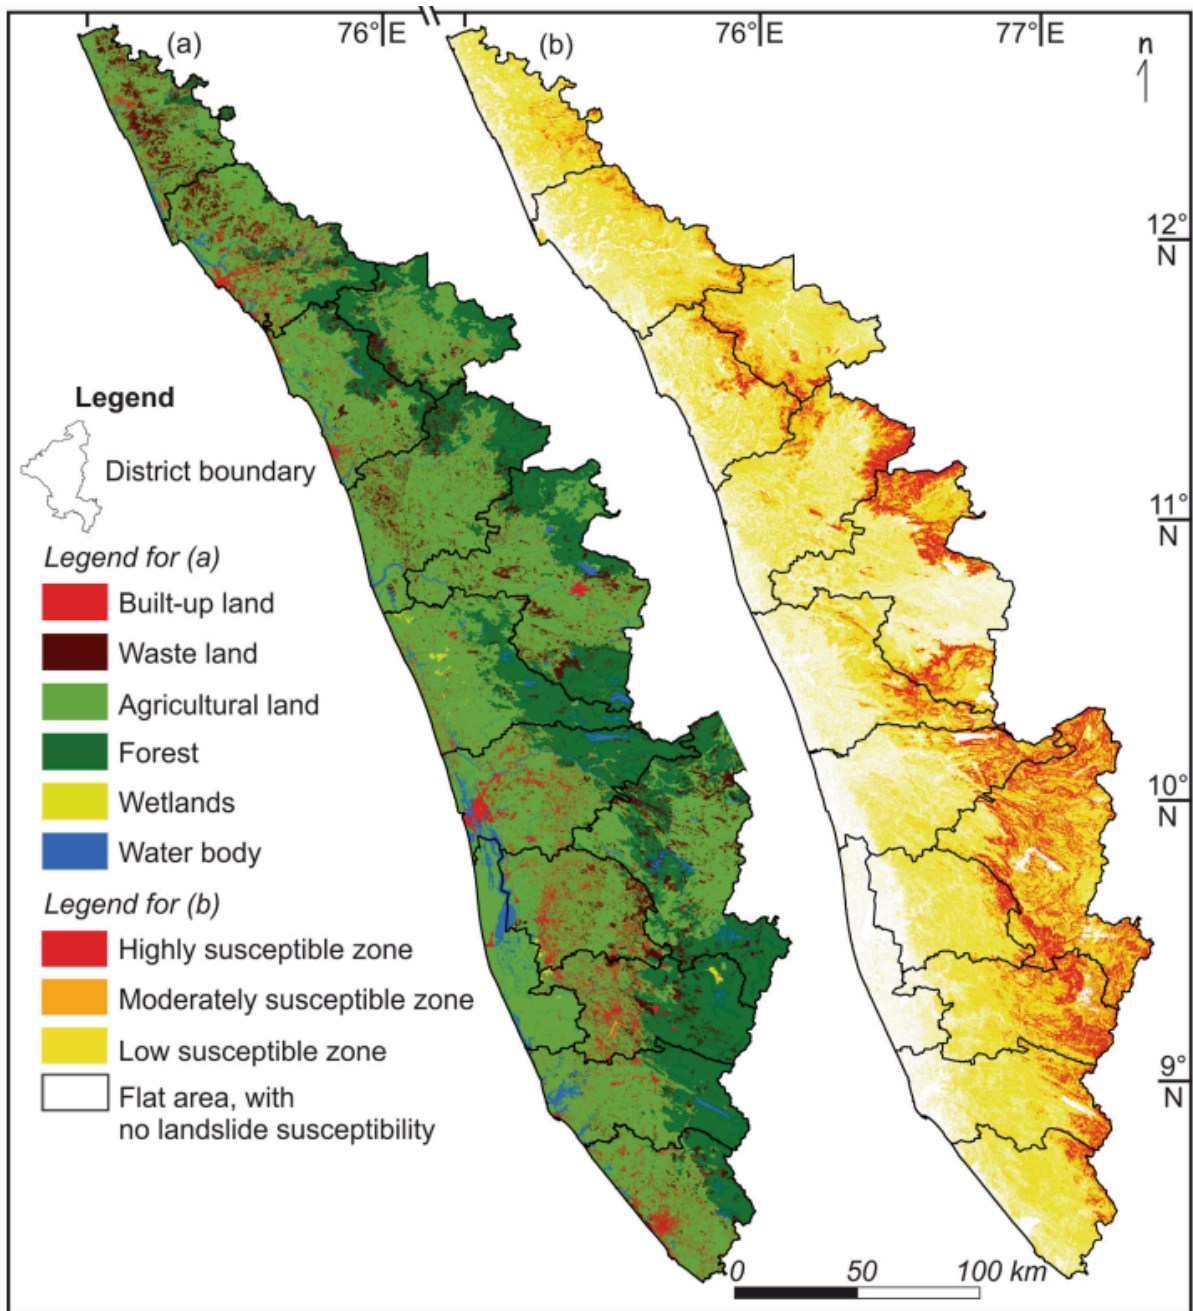 (a)
76°E
(b)
76°E
77°E
n
12°
N
Legend
District boundary
11°
N
Legend for (a)
Built-up land
Waste land
Agricultural land
Forest
Wetlands
Water body
10°
N
Legend for (b)
Highly susceptible zone
Moderately susceptible zone
Low susceptible zone
Flat area, with
no landslide susceptibility
9°
N
0 50 100 km